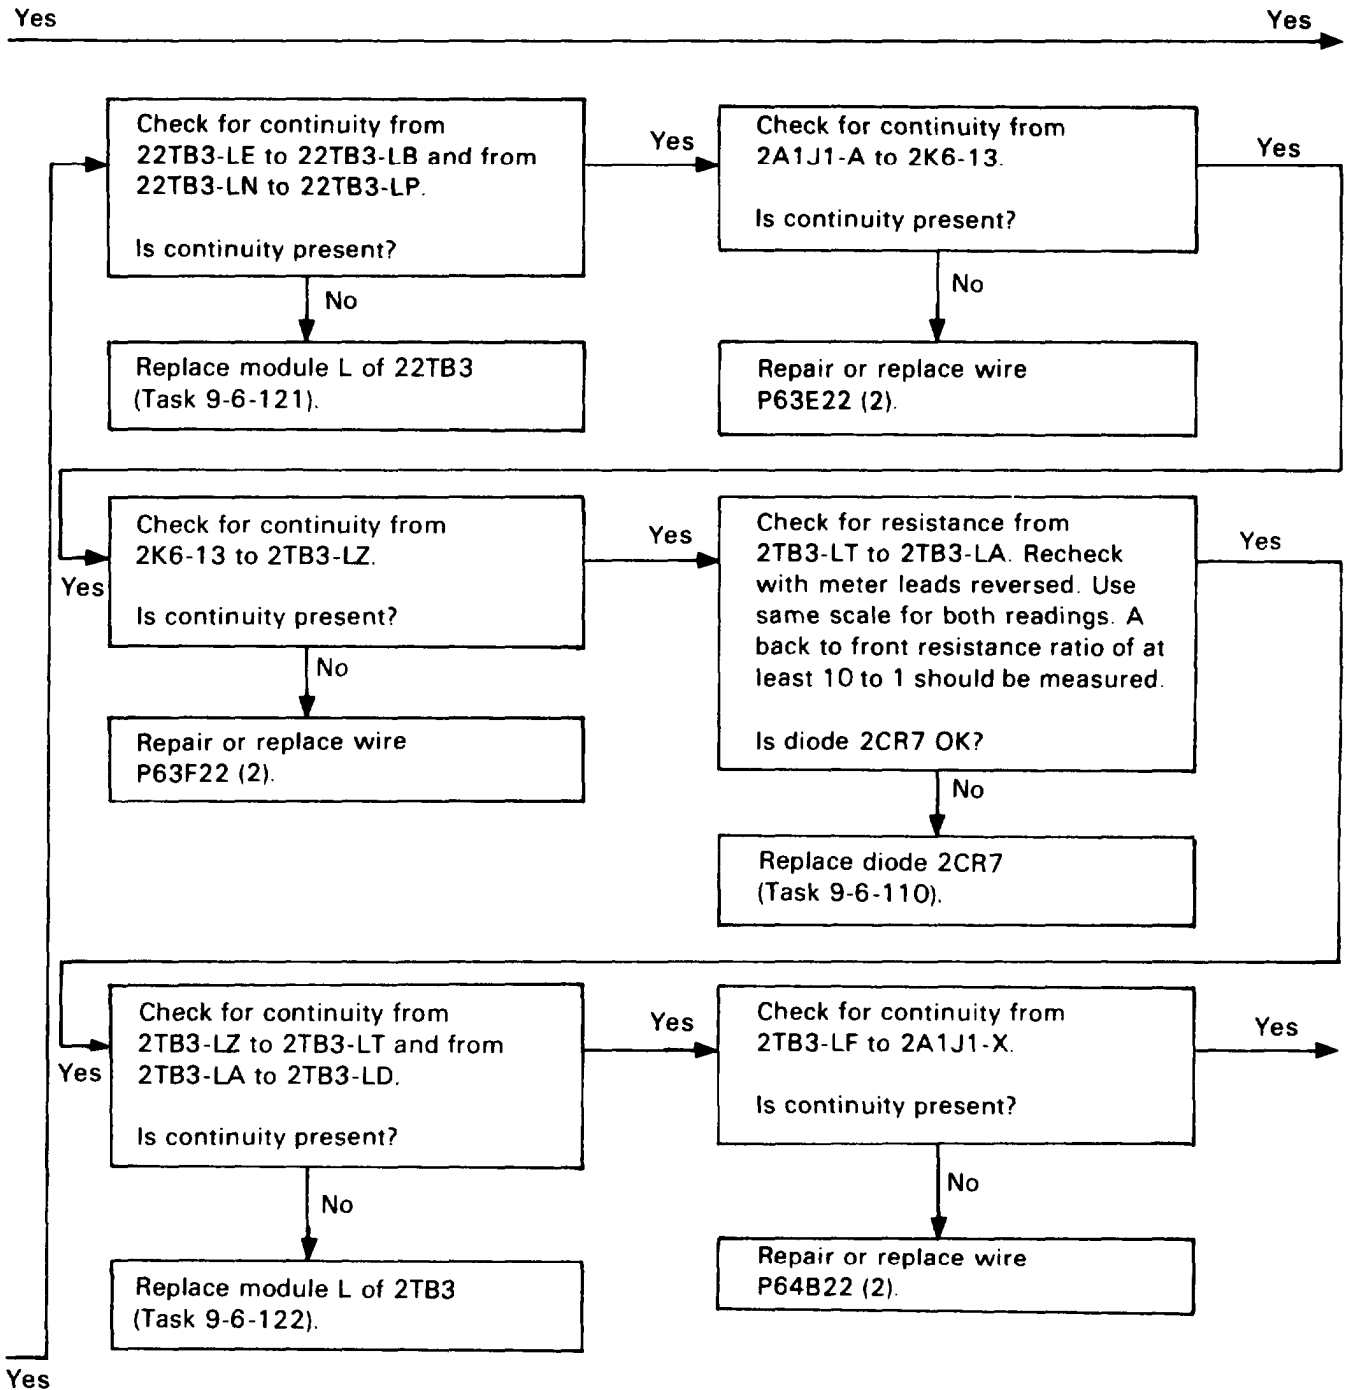 Yes
Yes
Check for continuity from
22TB3-LE to 22TB3-LB and from
22TB3-LN to 22TB3-LP.
Is continuity present?
Yes
Check for continuity from
2A1J1-A to 2K6-13.
Is continuity present?
Yes
No
Replace module L of 22TB3
(Task 9-6-121).
No
Repair or replace wire
P63E22 (2).
Yes
Check for continuity from
2K6-13 to 2TB3-LZ.
Is continuity present?
Yes
Check for resistance from
2TB3-LT to 2TB3-LA. Recheck
with meter leads reversed. Use
same scale for both readings. A
back to front resistance ratio of at
least 10 to 1 should be measured.
Is diode 2CR7 OK?
Yes
No
Repair or replace wire
P63F22 (2).
No
Replace diode 2CR7
(Task 9-6-110).
Yes
Check for continuity from
2TB3-LZ to 2TB3-LT and from
2TB3-LA to 2TB3-LD.
Is continuity present?
Yes
Check for continuity from
2TB3-LF to 2A1J1-X.
Is continuity present?
Yes
No
Replace module L of 2TB3
(Task 9-6-122).
No
Repair or replace wire
P64B22 (2).
Yes